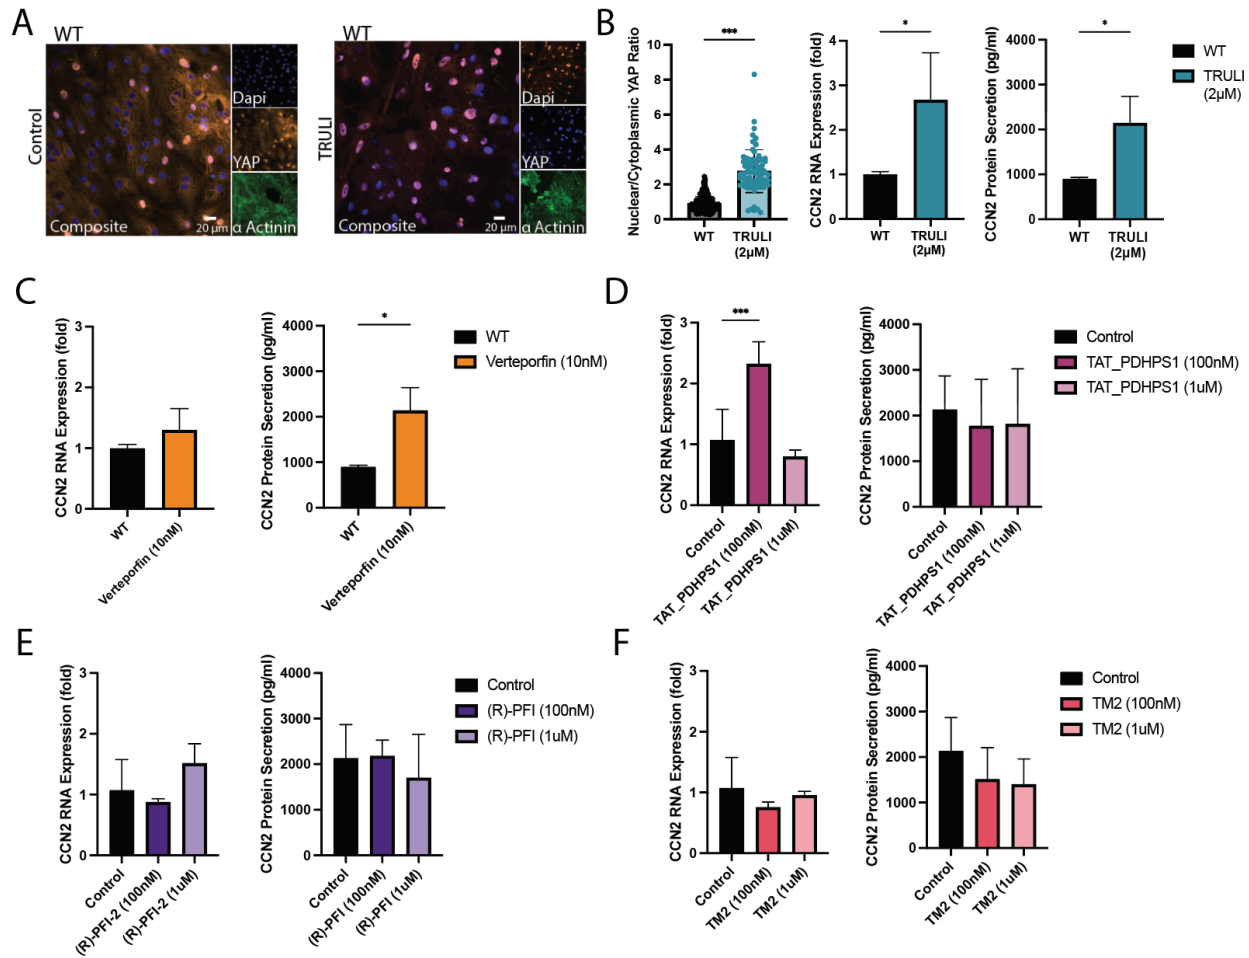 A
WT
Control
Composite
20 µm
Dapi
YAP
α Actinin
WT
TRULI
Composite
20 µm
Dapi
YAP
α Actinin
B
Nuclear/Cytoplasmic YAP Ratio
10
8
6
4
2
0
***
WT
TRULI
(2µM)
CCN2 RNA Expression (fold)
4
3
2
1
0
*
WT
TRULI
(2µM)
CCN2 Protein Secretion (pg/ml)
4000
3000
2000
1000
0
*
WT
TRULI
(2µM)
WT
TRULI
(2µM)
C
CCN2 RNA Expression (fold)
3
2
1
0
WT
Verteporfin (10nM)
CCN2 Protein Secretion (pg/ml)
4000
3000
2000
1000
0
*
WT
Verteporfin (10nM)
WT
Verteporfin (10nM)
D
CCN2 RNA Expression (fold)
3
2
1
0
***
Control
TAT_PDHPS1 (100nM)
TAT_PDHPS1 (1uM)
CCN2 Protein Secretion (pg/ml)
4000
3000
2000
1000
0
Control
TAT_PDHPS1 (100nM)
TAT_PDHPS1 (1uM)
Control
TAT_PDHPS1 (100nM)
TAT_PDHPS1 (1uM)
E
CCN2 RNA Expression (fold)
3
2
1
0
Control
(R)-PFI-2 (100nM)
(R)-PFI-2 (1uM)
CCN2 Protein Secretion (pg/ml)
4000
3000
2000
1000
0
Control
(R)-PFI (100nM)
(R)-PFI (1uM)
Control
(R)-PFI (100nM)
(R)-PFI (1uM)
F
CCN2 RNA Expression (fold)
3
2
1
0
Control
TM2 (100nM)
TM2 (1uM)
CCN2 Protein Secretion (pg/ml)
4000
3000
2000
1000
0
Control
TM2 (100nM)
TM2 (1uM)
Control
TM2 (100nM)
TM2 (1uM)